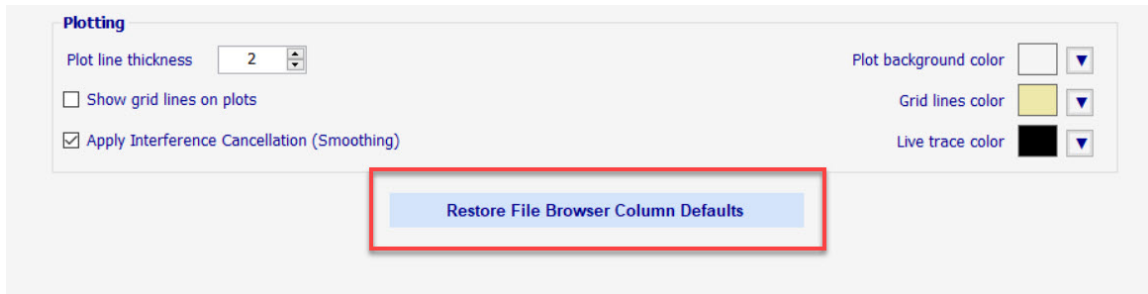 Plotting
Plot line thickness 2
Plot background color
Show grid lines on plots
Grid lines color
Apply Interference Cancellation (Smoothing)
Live trace color
Restore File Browser Column Defaults